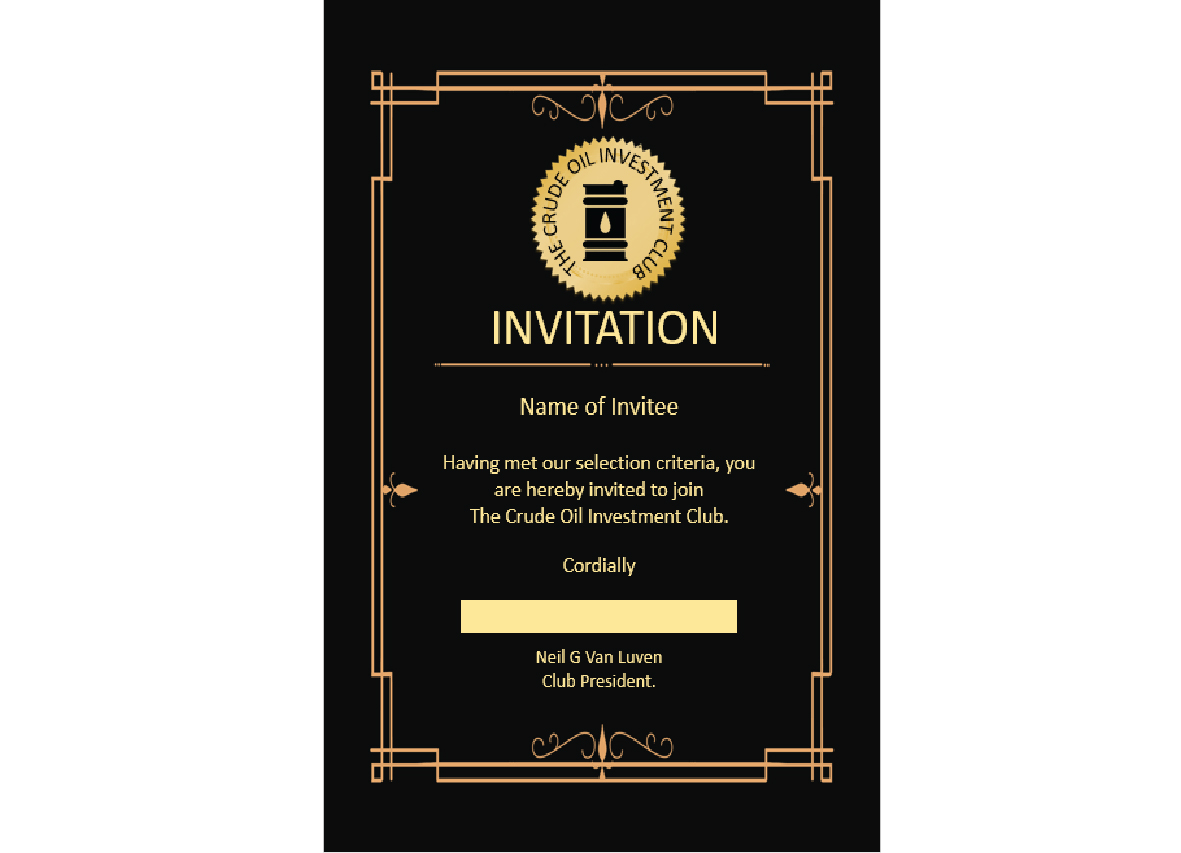 THE CRUDE OIL INVESTMENT CLUB
INVITATION
Name of Invitee
Having met our selection criteria, you
are hereby invited to join
The Crude Oil Investment Club.
Cordially
Neil G Van Luven
Club President.